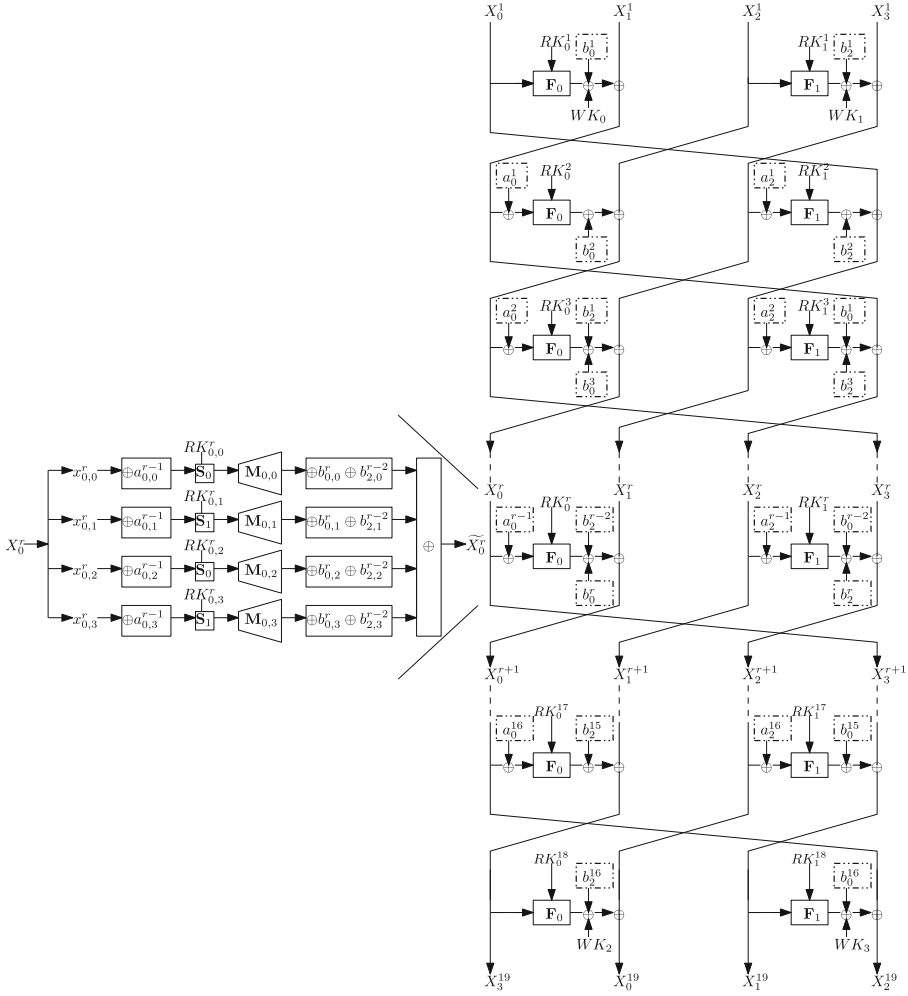 X_0^1 X_1^1 X_2^1 X_3^1
RK_0^1 b_0^1 RK_1^1 b_2^1
F_0 ⊕ ⊕ F_1 ⊕ ⊕
WK_0 WK_1
a_0^1 RK_0^2 a_2^1 RK_1^2
⊕ F_0 ⊕ ⊕ ⊕ F_1 ⊕ ⊕
b_0^2 b_2^2
a_0^2 RK_0^3 b_2^1 a_2^2 RK_1^3 b_0^1
⊕ F_0 ⊕ ⊕ ⊕ F_1 ⊕ ⊕
b_0^3 b_2^3
X_0^r X_1^r X_2^r X_3^r
a_0^{r-1} RK_0^r b_2^{r-2} a_2^{r-1} RK_1^r b_0^{r-2}
⊕ F_0 ⊕ ⊕ ⊕ F_1 ⊕ ⊕
b_0^r b_2^r
RK_{0,0}^r
x_{0,0}^r ⊕a_{0,0}^{r-1} S_0 M_{0,0} ⊕b_{0,0}^r ⊕ b_{2,0}^{r-2}
RK_{0,1}^r
x_{0,1}^r ⊕a_{0,1}^{r-1} S_1 M_{0,1} ⊕b_{0,1}^r ⊕ b_{2,1}^{r-2}
X_0^r ⊕ \widetilde{X_0^r}
RK_{0,2}^r
x_{0,2}^r ⊕a_{0,2}^{r-1} S_0 M_{0,2} ⊕b_{0,2}^r ⊕ b_{2,2}^{r-2}
RK_{0,3}^r
x_{0,3}^r ⊕a_{0,3}^{r-1} S_1 M_{0,3} ⊕b_{0,3}^r ⊕ b_{2,3}^{r-2}
X_0^{r+1} X_1^{r+1} X_2^{r+1} X_3^{r+1}
a_0^{16} RK_0^{17} b_2^{15} a_2^{16} RK_1^{17} b_0^{15}
⊕ F_0 ⊕ ⊕ ⊕ F_1 ⊕ ⊕
RK_0^{18} b_2^{16} RK_1^{18} b_0^{16}
F_0 ⊕ ⊕ F_1 ⊕ ⊕
WK_2 WK_3
X_3^{19} X_0^{19} X_1^{19} X_2^{19}